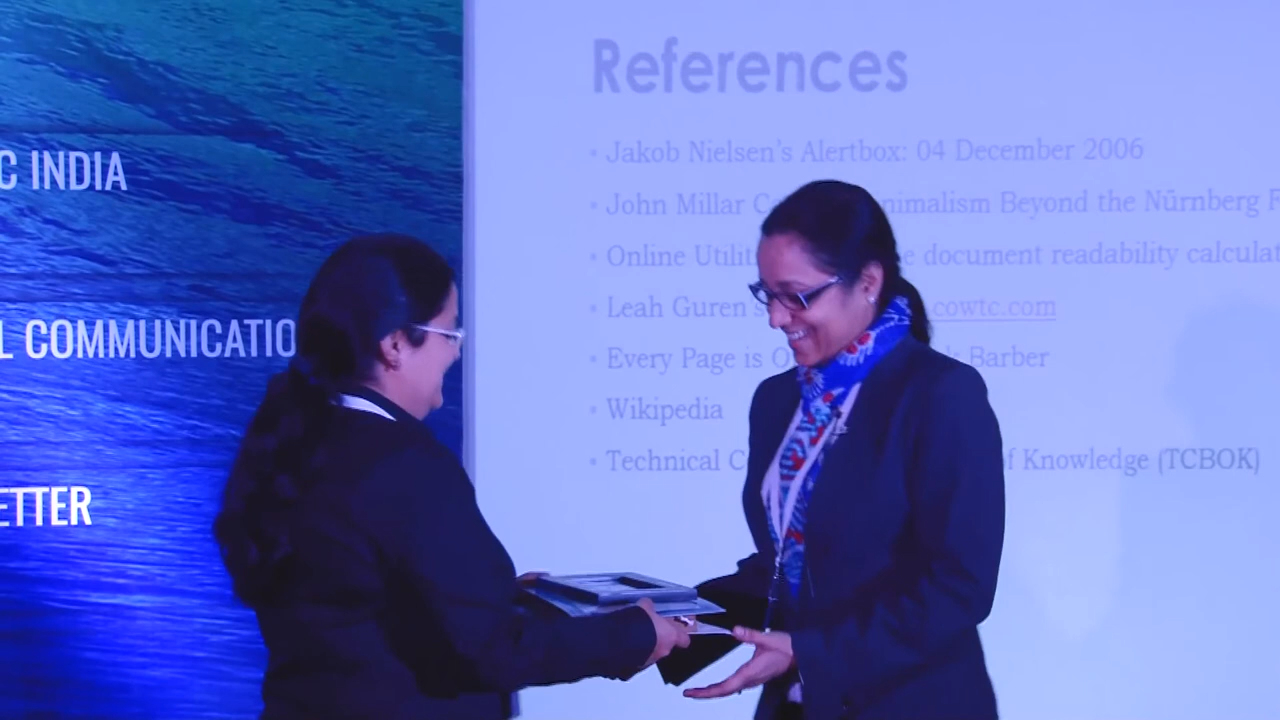 C INDIA
L COMMUNICATIO
ETTER
References
• Jakob Nielsen's Alertbox: 04 December 2006
• John Millar C nimalism Beyond the Nürnberg F
• Online Utilit e document readability calculat
• Leah Guren s cowtc.com
• Every Page is O k Barber
• Wikipedia
• Technical C f Knowledge (TCBOK)